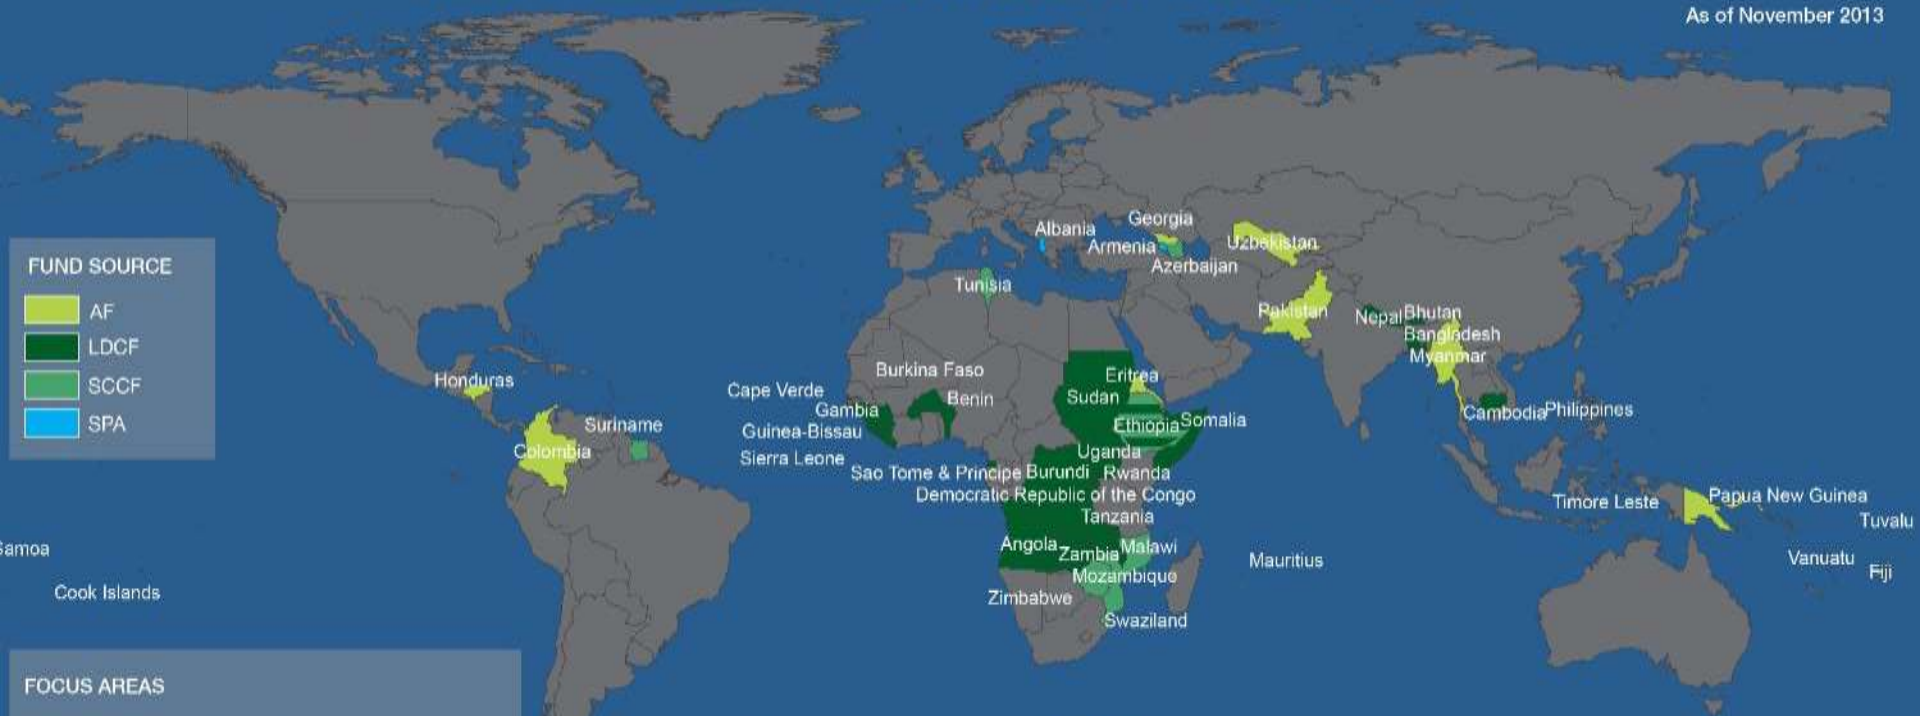 As of November 2013
FUND SOURCE
AF
LDCF
SCCF
SPA
Honduras
Colombia
Suriname
Samoa
Cook Islands
FOCUS AREAS
Albania
Georgia
Armenia
Azerbaijan
Uzbekistan
Tunisia
Pakistan
Nepal
Bhutan
Bangladesh
Myanmar
Cambodia
Philippines
Burkina Faso
Cape Verde
Benin
Gambia
Guinea-Bissau
Sierra Leone
Eritrea
Sudan
Ethiopia
Somalia
Uganda
Sao Tome & Principe
Burundi
Rwanda
Democratic Republic of the Congo
Tanzania
Angola
Zambia
Malawi
Mozambique
Zimbabwe
Swaziland
Mauritius
Timore Leste
Papua New Guinea
Tuvalu
Vanuatu
Fiji